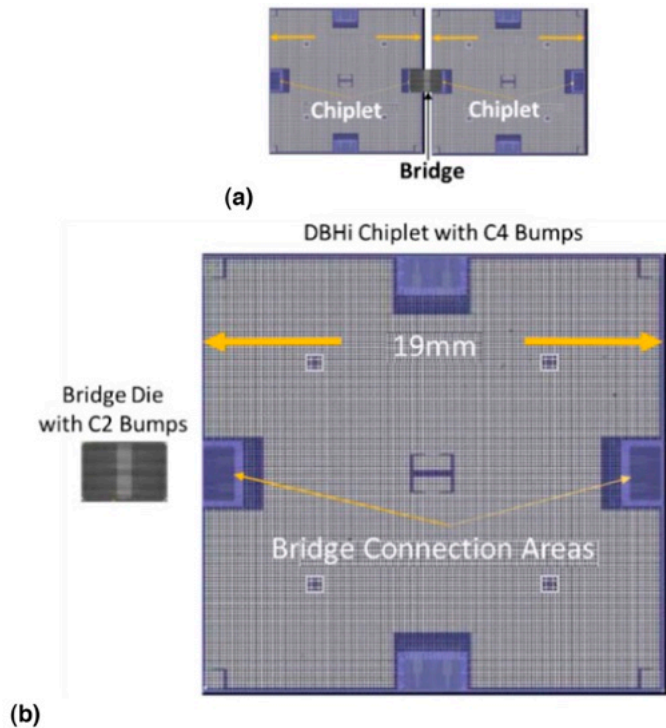 Chiplet
Chiplet
Bridge
(a)
DBHi Chiplet with C4 Bumps
19mm
Bridge Die
with C2 Bumps
Bridge Connection Areas
(b)